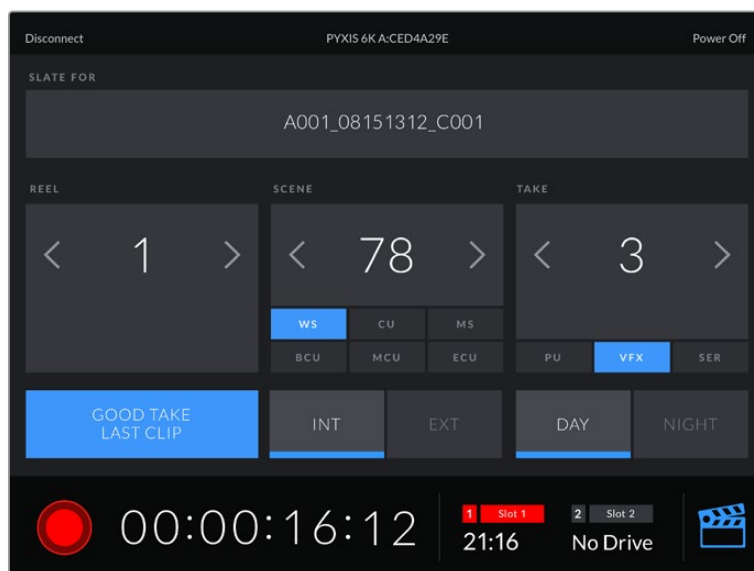 Disconnect PYXIS 6K A:CED4A29E Power Off
SLATE FOR
A001_08151312_C001
REEL SCENE TAKE
1 78 3
WS CU MS
BCU MCU ECU PU VFX SER
GOOD TAKE
LAST CLIP
INT EXT DAY NIGHT
00:00:16:12
1 Slot 1 2 Slot 2
21:16 No Drive